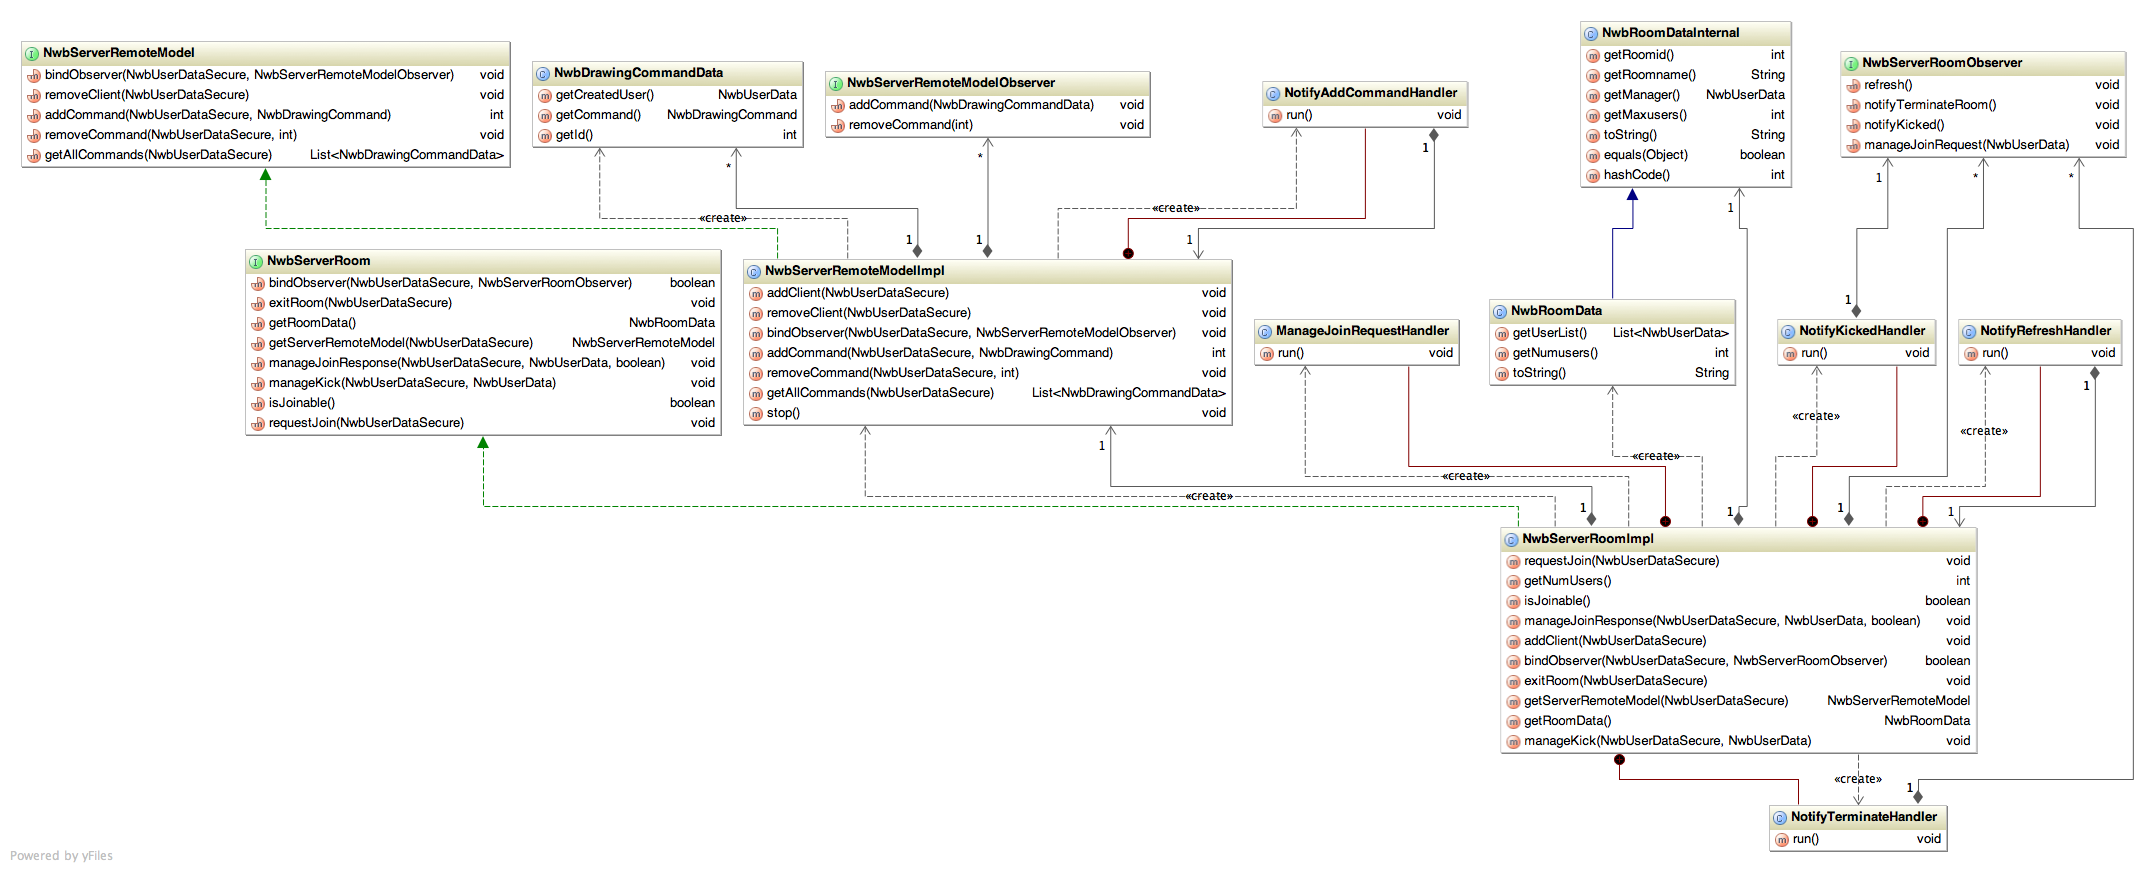 NwbServerRemoteModel
bindObserver(NwbUserDataSecure, NwbServerRemoteModelObserver) void
removeClient(NwbUserDataSecure) void
addCommand(NwbUserDataSecure, NwbDrawingCommand) int
removeCommand(NwbUserDataSecure, int) void
getAllCommands(NwbUserDataSecure) List<NwbDrawingCommandData>
NwbDrawingCommandData
getCreatedUser() NwbUserData
getCommand() NwbDrawingCommand
getId() int
NwbServerRemoteModelObserver
addCommand(NwbDrawingCommandData) void
removeCommand(int) void
NotifyAddCommandHandler
run() void
NwbRoomDataInternal
getRoomid() int
getRoomname() String
getManager() NwbUserData
getMaxusers() int
toString() String
equals(Object) boolean
hashCode() int
NwbServerRoomObserver
refresh() void
notifyTerminateRoom() void
notifyKicked() void
manageJoinRequest(NwbUserData) void
*
*
1
1
1
*
*
«create»
«create»
1
1
1
NwbServerRoom
bindObserver(NwbUserDataSecure, NwbServerRoomObserver) boolean
exitRoom(NwbUserDataSecure) void
getRoomData() NwbRoomData
getServerRemoteModel(NwbUserDataSecure) NwbServerRemoteModel
manageJoinResponse(NwbUserDataSecure, NwbUserData, boolean) void
manageKick(NwbUserDataSecure, NwbUserData) void
isJoinable() boolean
requestJoin(NwbUserDataSecure) void
NwbServerRemoteModelImpl
addClient(NwbUserDataSecure) void
removeClient(NwbUserDataSecure) void
bindObserver(NwbUserDataSecure, NwbServerRemoteModelObserver) void
addCommand(NwbUserDataSecure, NwbDrawingCommand) int
removeCommand(NwbUserDataSecure, int) void
getAllCommands(NwbUserDataSecure) List<NwbDrawingCommandData>
stop() void
ManageJoinRequestHandler
run() void
NwbRoomData
getUserList() List<NwbUserData>
getNumusers() int
toString() String
1
NotifyKickedHandler
run() void
NotifyRefreshHandler
run() void
1
«create»
«create»
1
«create»
«create»
«create»
1
1
1
1
NwbServerRoomImpl
requestJoin(NwbUserDataSecure) void
getNumUsers() int
isJoinable() boolean
manageJoinResponse(NwbUserDataSecure, NwbUserData, boolean) void
addClient(NwbUserDataSecure) void
bindObserver(NwbUserDataSecure, NwbServerRoomObserver) boolean
exitRoom(NwbUserDataSecure) void
getServerRemoteModel(NwbUserDataSecure) NwbServerRemoteModel
getRoomData() NwbRoomData
manageKick(NwbUserDataSecure, NwbUserData) void
«create»
1
NotifyTerminateHandler
run() void
Powered by yFiles